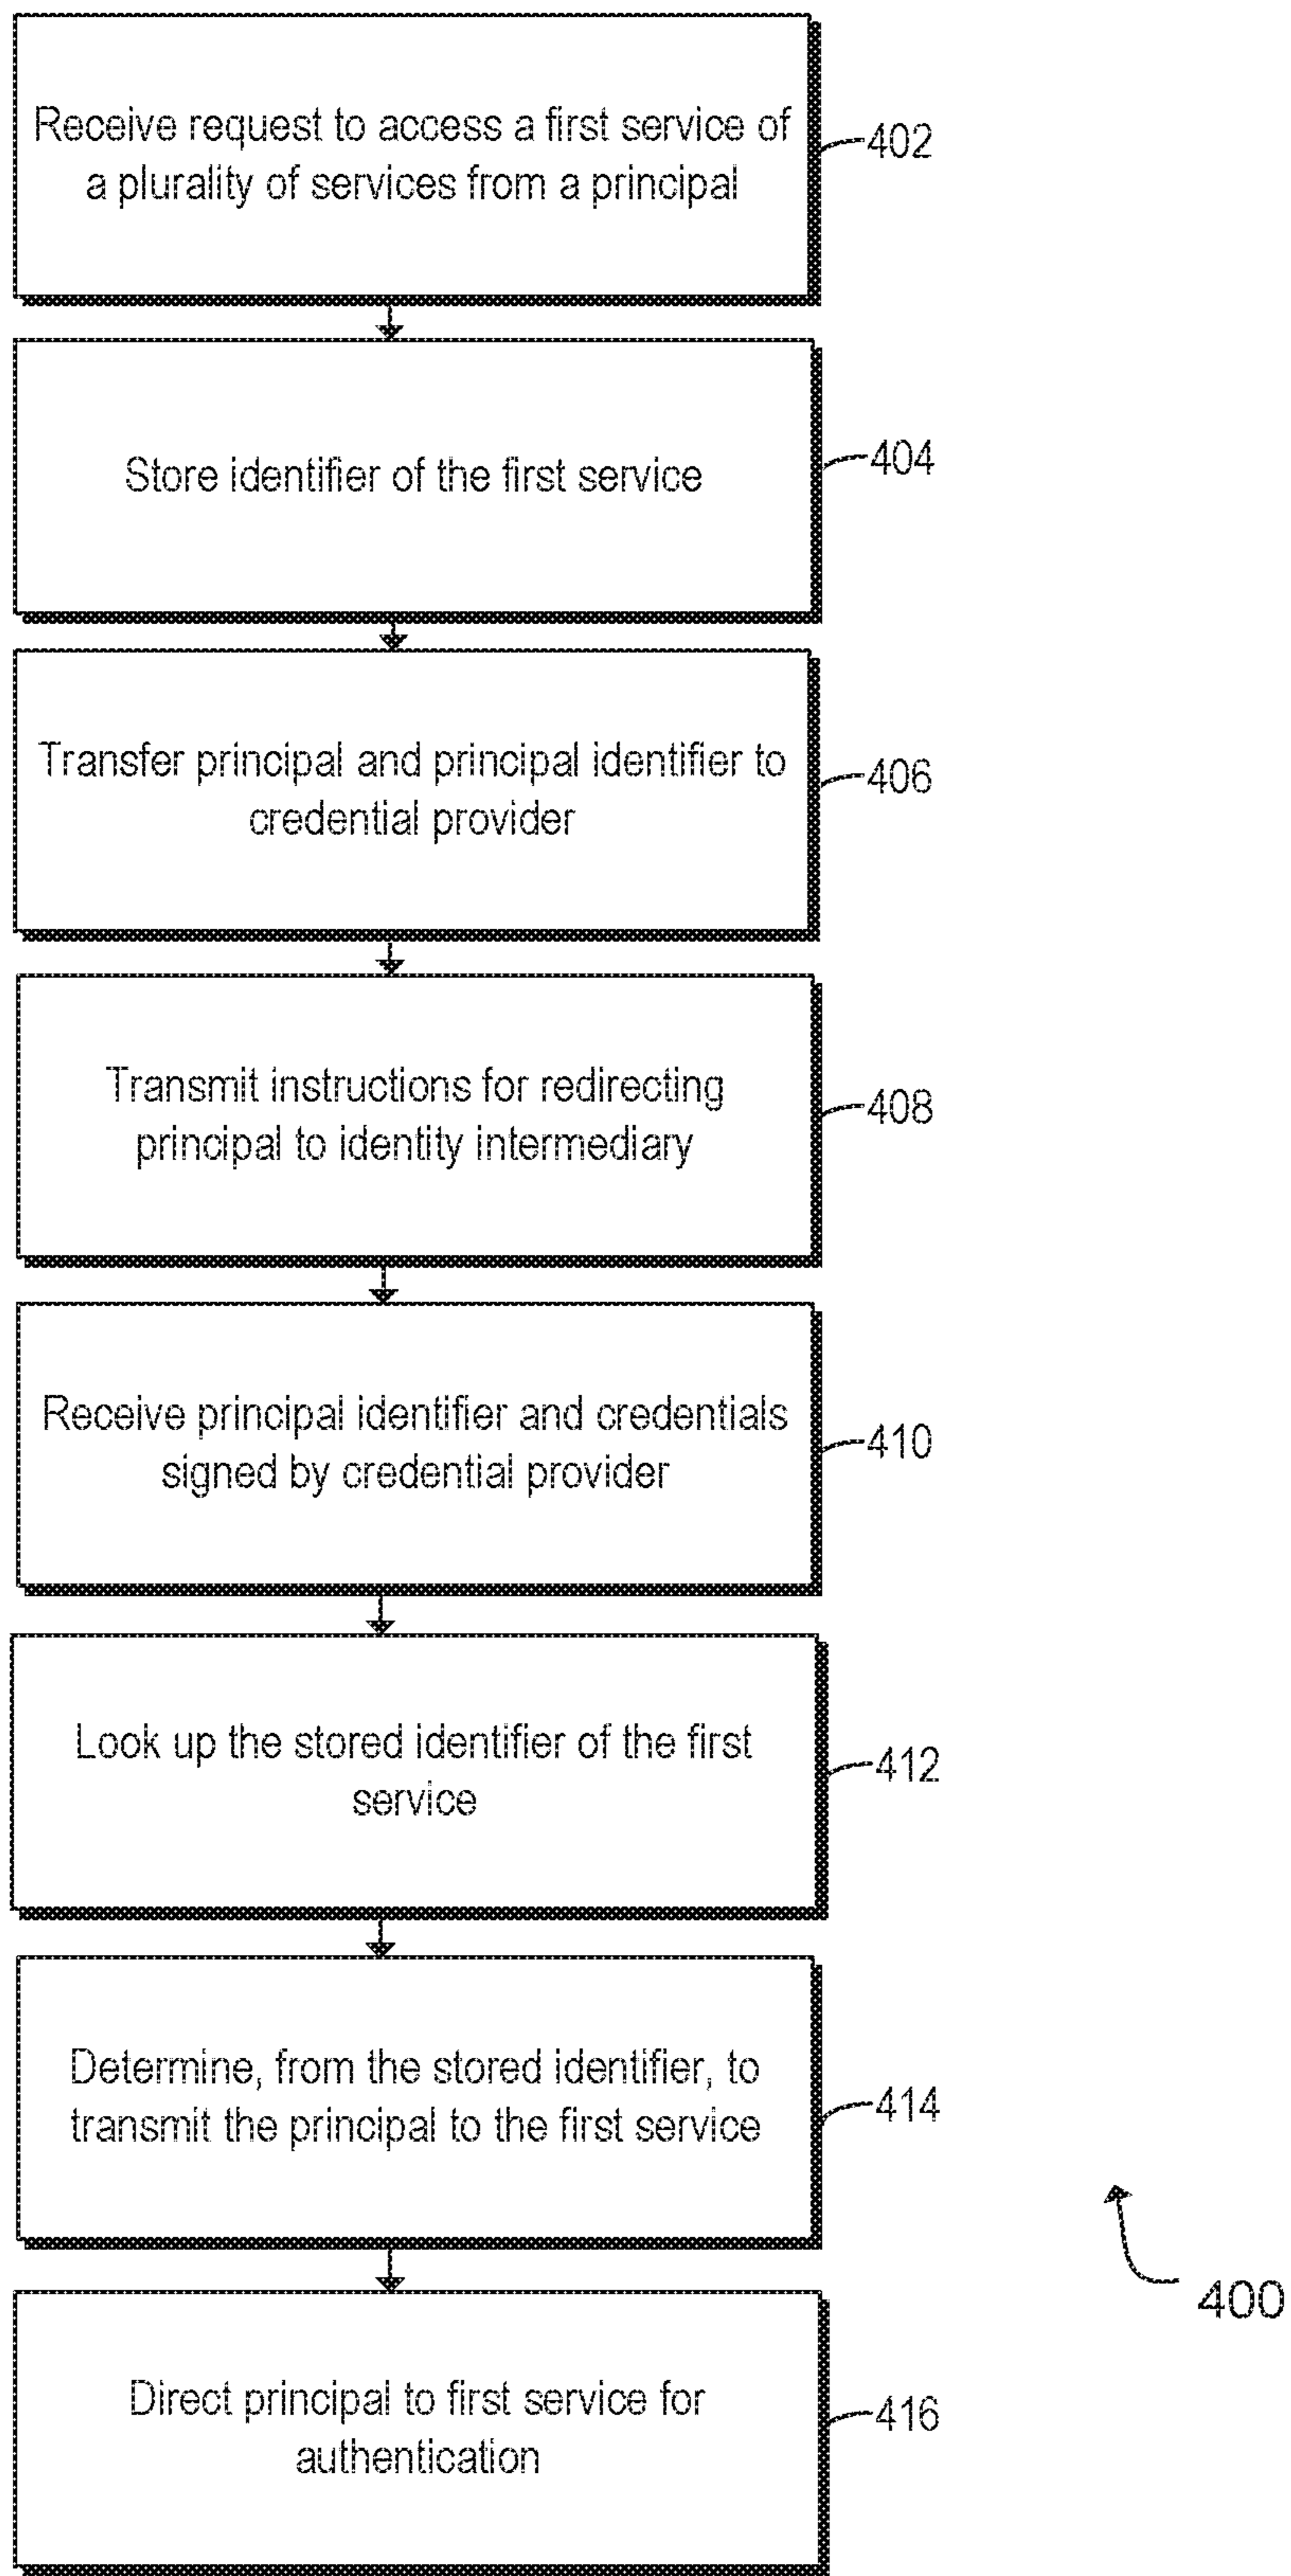 Receive request to access a first service of
a plurality of services from a principal
402
Store identifier of the first service
404
Transfer principal and principal identifier to
credential provider
406
Transmit instructions for redirecting
principal to identity intermediary
408
Receive principal identifier and credentials
signed by credential provider
410
Look up the stored identifier of the first
service
412
Determine, from the stored identifier, to
transmit the principal to the first service
414
400
Direct principal to first service for
authentication
416